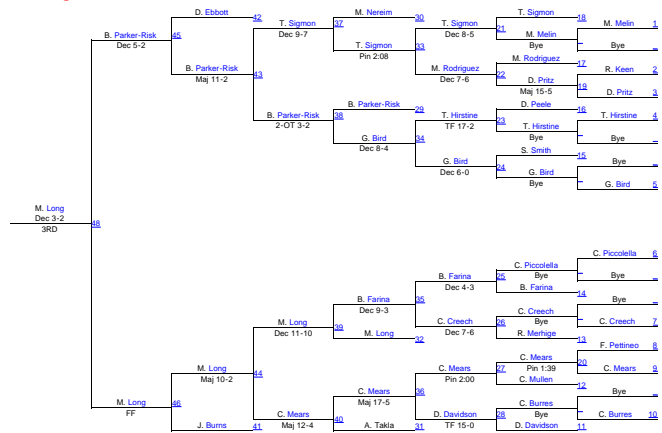 D. Ebbott 42
M. Nereim 30
T. Sigmon 18
M. Melin 1
T. Sigmon 37
T. Sigmon 21
M. Melin
B. Parker-Risk 45
Dec 9-7
Dec 8-5
Bye
Bye
Dec 5-2
T. Sigmon 33
M. Rodriguez 17
Pin 2:08
R. Keen 2
B. Parker-Risk 43
M. Rodriguez 22
D. Pritz 19
Maj 11-2
Dec 7-6
Maj 15-5
D. Pritz 3
B. Parker-Risk 29
D. Peele 16
B. Parker-Risk 38
T. Hirstine 23
T. Hirstine 4
2-OT 3-2
TF 17-2
T. Hirstine
G. Bird 34
Bye
Bye
Dec 8-4
S. Smith 15
G. Bird 24
Bye
Dec 6-0
G. Bird
Bye
G. Bird 5
M. Long 48
Dec 3-2
3RD
C. Piccolella 6
C. Piccolella
B. Farina 25
Bye
Bye
Dec 4-3
B. Farina 14
B. Farina 35
Dec 9-3
Bye
C. Creech
M. Long 39
C. Creech 26
Bye
C. Creech 7
Dec 11-10
M. Long 32
Dec 7-6
R. Merhige 13
F. Pettineo 8
M. Long 44
C. Mears 20
Maj 10-2
C. Mears 27
Pin 1:39
C. Mears 9
Pin 2:00
C. Mullen 12
C. Mears 36
Maj 17-5
Bye
M. Long 46
C. Burres
FF
C. Mears 40
D. Davidson 28
Bye
C. Burres 10
J. Burns 41
Maj 12-4
A. Takla 31
TF 15-0
D. Davidson 11